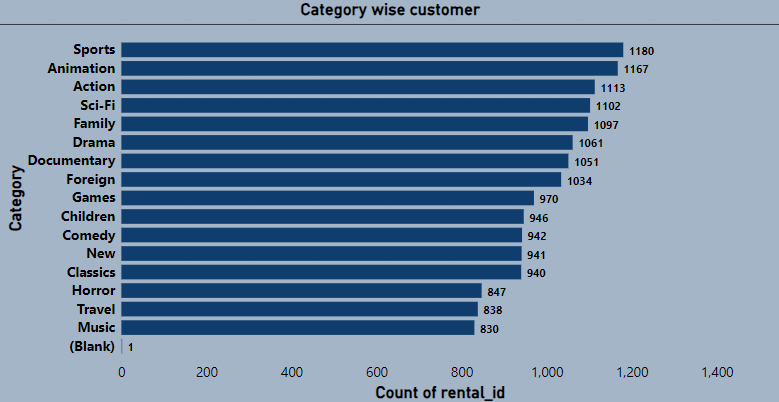 Category wise customer
Category
Sports 1180
Animation 1167
Action 1113
Sci-Fi 1102
Family 1097
Drama 1061
Documentary 1051
Foreign 1034
Games 970
Children 946
Comedy 942
New 941
Classics 940
Horror 847
Travel 838
Music 830
(Blank) 1
0 200 400 600 800 1,000 1,200 1,400
Count of rental_id